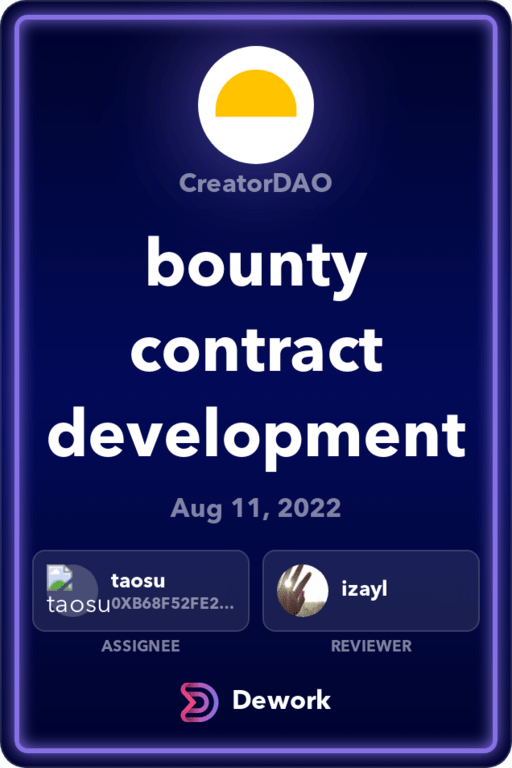 CreatorDAO
bounty
contract
development
Aug 11, 2022
taosu
taosu
0XB68F52FE2...
izayl
ASSIGNEE
REVIEWER
Dework